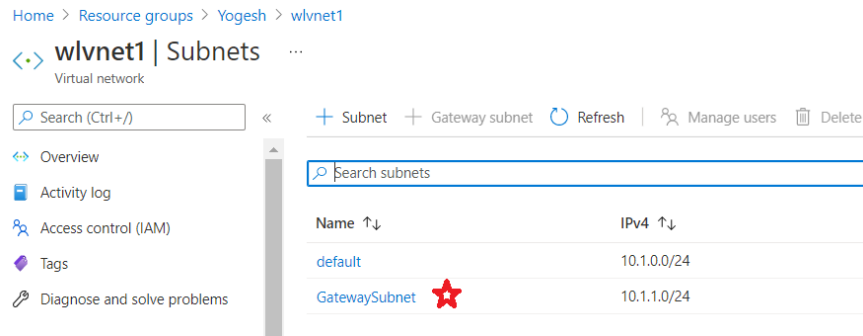 Home > Resource groups > Yogesh > wlvnet1
wlvnet1 | Subnets ...
Virtual network
Search (Ctrl+/)
«
+ Subnet
+ Gateway subnet
Refresh
Manage users
Delete
Overview
Activity log
Access control (IAM)
Tags
Diagnose and solve problems
Search subnets
Name ↑↓ IPv4 ↑↓
default 10.1.0.0/24
GatewaySubnet 10.1.1.0/24